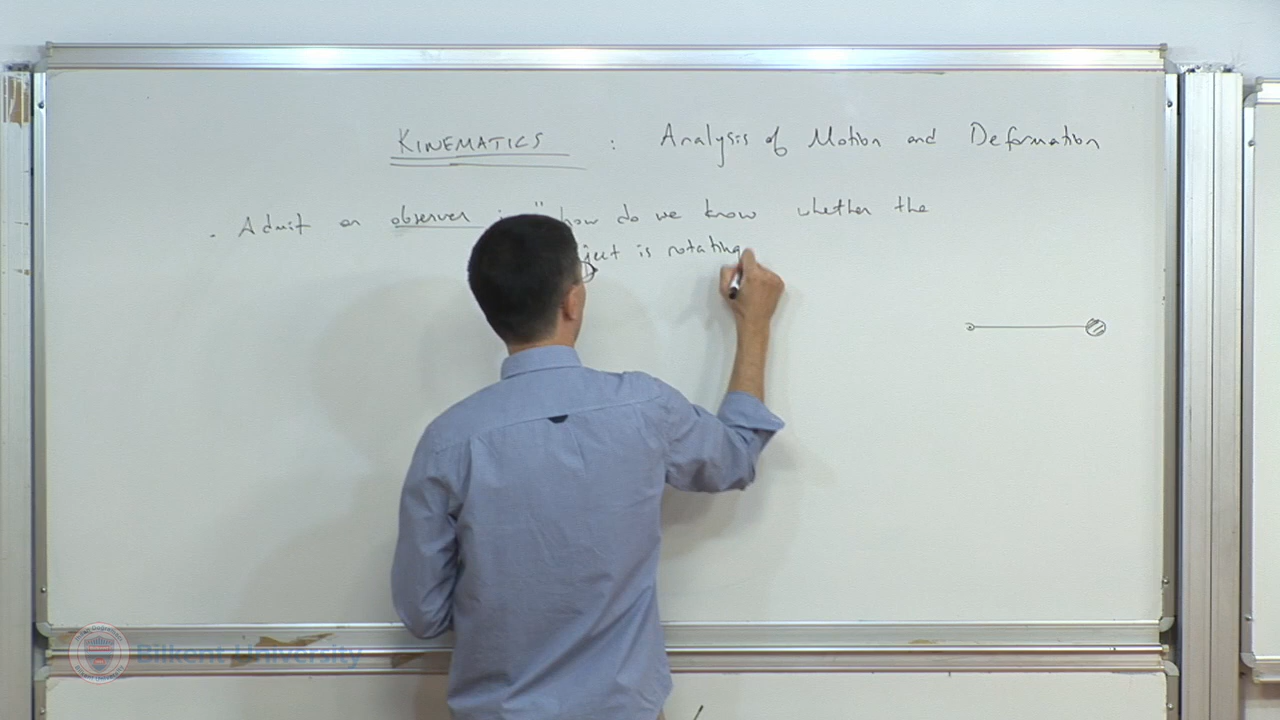 KINEMATICS : Analysis of Motion and Deformation
. Admit an observer : "how do we know whether the
ject is rotating
Bilkent University